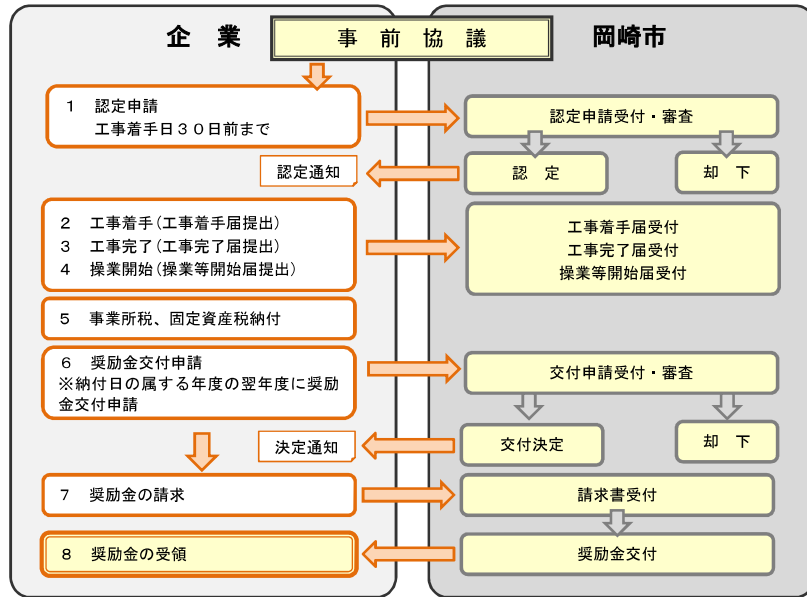 企　業
事　前　協　議
岡崎市
１　認定申請
工事着手日３０日前まで
認定申請受付・審査
認定通知
認　定
却　下
２　工事着手（工事着手届提出）
３　工事完了（工事完了届提出）
４　操業開始（操業等開始届提出）
工事着手届受付
工事完了届受付
操業等開始届受付
５　事業所税、固定資産税納付
６　奨励金交付申請
※納付日の属する年度の翌年度に奨励
金交付申請
交付申請受付・審査
決定通知
交付決定
却　下
７　奨励金の請求
請求書受付
８　奨励金の受領
奨励金交付